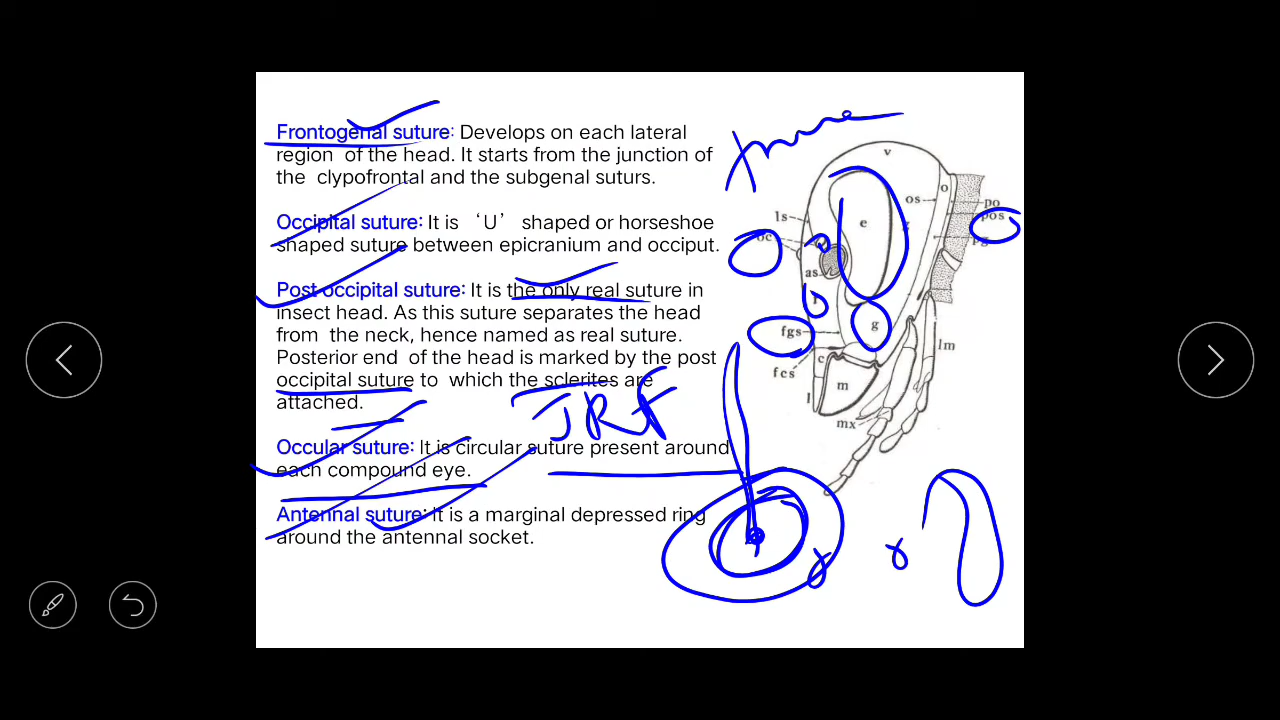 Frontogenal suture: Develops on each lateral
region of the head. It starts from the junction of
the clypofrontal and the subgenal suturs.
Occipital suture: It is ‘U’ shaped or horseshoe
shaped suture between epicranium and occiput.
Post occipital suture: It is the only real suture in
insect head. As this suture separates the head
from the neck, hence named as real suture.
Posterior end of the head is marked by the post
occipital suture to which the sclerites are
attached.
JRF
Occular suture: It is circular suture present around
each compound eye.
Antennal suture: It is a marginal depressed ring
around the antennal socket.
v
o
os
po
pos
pg
ls
e
oc
as
f
fgs
g
lm
c
fcs
m
l
mx